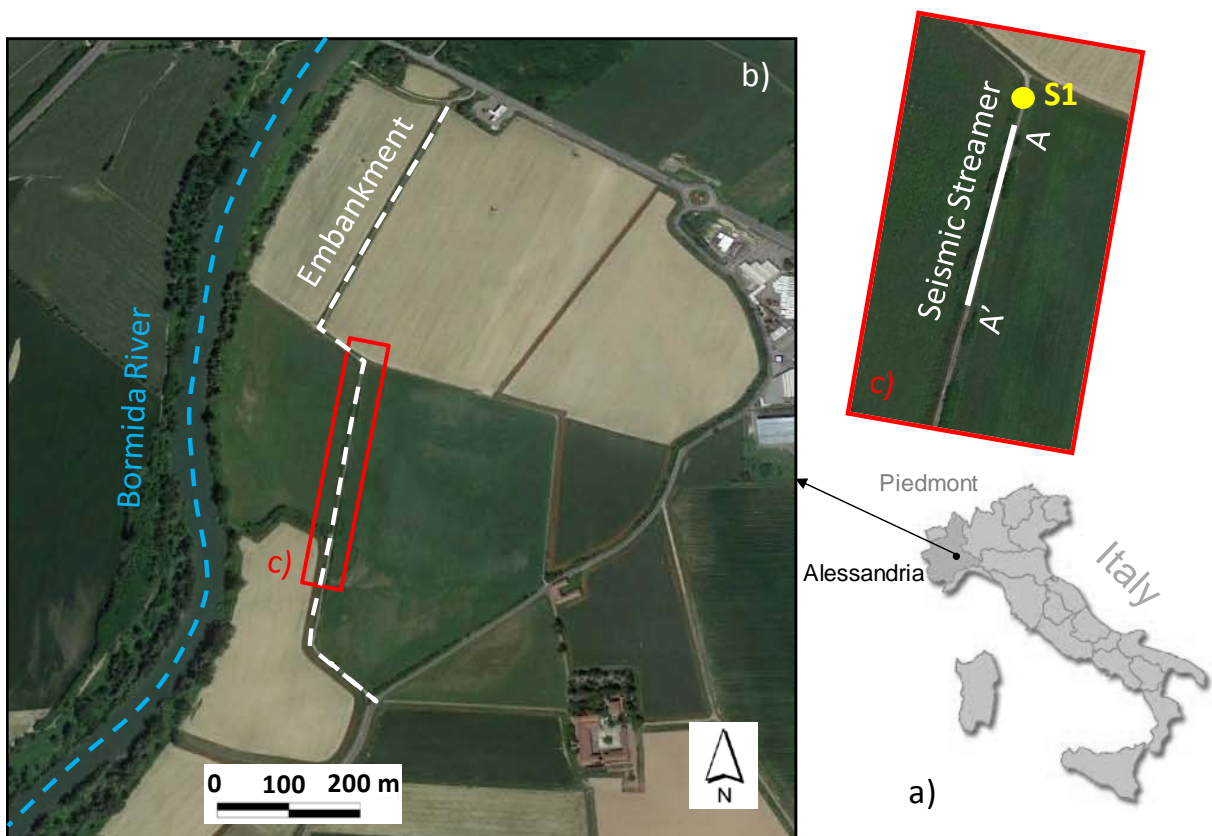 b)
Embankment
Bormida River
c)
0 100 200 m
N
S1
A
Seismic Streamer
A'
c)
Piedmont
Alessandria
Italy
a)